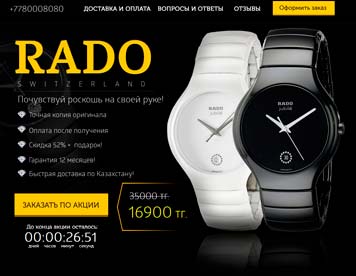 +7780008080 ДОСТАВКА И ОПЛАТА ВОПРОСЫ И ОТВЕТЫ ОТЗЫВЫ Оформить заказ
RADO
SWITZERLAND
Почувствуй роскошь на своей руке!
Точная копия оригинала
Оплата после получения
Скидка 52% + подарок!
Гарантия 12 месяцев!
Быстрая доставка по Казахстану!
RADO
RADO
ЗАКАЗАТЬ ПО АКЦИИ
35000 тг.
16900 тг.
До конца акции осталось:
00:00:26:51
дней часов минут секунд